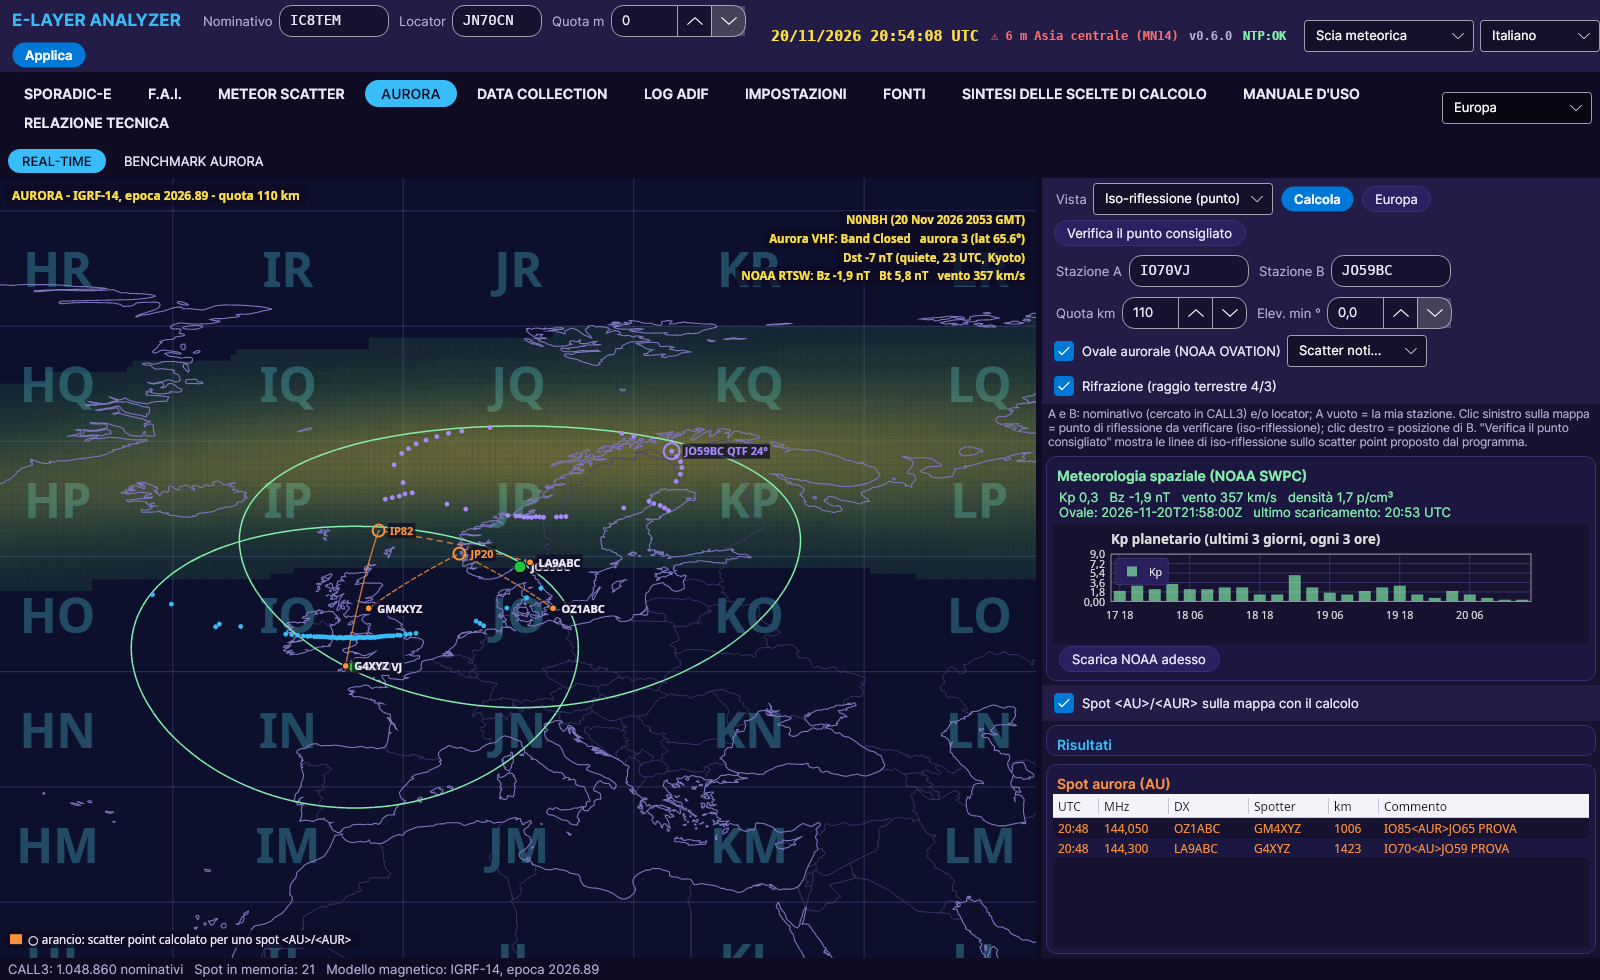 E-LAYER ANALYZER Nominativo IC8TEM Locator JN70CN Quota m 0
20/11/2026 20:54:08 UTC ⚠ 6 m Asia centrale (MN14) v0.6.0 NTP:OK Scia meteorica Italiano
Applica
SPORADIC-E F.A.I. METEOR SCATTER AURORA DATA COLLECTION LOG ADIF IMPOSTAZIONI FONTI SINTESI DELLE SCELTE DI CALCOLO MANUALE D'USO
RELAZIONE TECNICA
Europa
REAL-TIME BENCHMARK AURORA
AURORA - IGRF-14, epoca 2026.89 - quota 110 km
N0NBH (20 Nov 2026 2053 GMT)
Aurora VHF: Band Closed aurora 3 (lat 65.6°)
Dst -7 nT (quiete, 23 UTC, Kyoto)
NOAA RTSW: Bz -1,9 nT Bt 5,8 nT vento 357 km/s
HR IR JR KR LR
HQ IQ JQ KQ LQ
JO59BC QTF 24°
HP IP JP KP LP
IP82
JP20
LA9ABC
GM4XYZ OZ1ABC
HO IO JO KO LO
G4XYZ VJ
HN IN JN KN LN
HM IM JM KM LM
arancio: scatter point calcolato per uno spot <AU>/<AUR>
Vista Iso-riflessione (punto) Calcola Europa
Verifica il punto consigliato
Stazione A IO70VJ Stazione B JO59BC
Quota km 110 Elev. min ° 0,0
Ovale aurorale (NOAA OVATION) Scatter noti...
Rifrazione (raggio terrestre 4/3)
A e B: nominativo (cercato in CALL3) e/o locator; A vuoto = la mia stazione. Clic sinistro sulla mappa
= punto di riflessione da verificare (iso-riflessione); clic destro = posizione di B. "Verifica il punto
consigliato" mostra le linee di iso-riflessione sullo scatter point proposto dal programma.
Meteorologia spaziale (NOAA SWPC)
Kp 0,3 Bz -1,9 nT vento 357 km/s densità 1,7 p/cm³
Ovale: 2026-11-20T21:58:00Z ultimo scaricamento: 20:53 UTC
Kp planetario (ultimi 3 giorni, ogni 3 ore)
9,0
7,2
5,4
3,6
1,8
0,00
Kp
17 18 18 06 18 18 19 06 19 18 20 06
Scarica NOAA adesso
Spot <AU>/<AUR> sulla mappa con il calcolo
Risultati
Spot aurora (AU)
UTC MHz DX Spotter km Commento
20:48 144,050 OZ1ABC GM4XYZ 1006 IO85<AUR>JO65 PROVA
20:48 144,300 LA9ABC G4XYZ 1423 IO70<AU>JO59 PROVA
CALL3: 1.048.860 nominativi Spot in memoria: 21 Modello magnetico: IGRF-14, epoca 2026.89